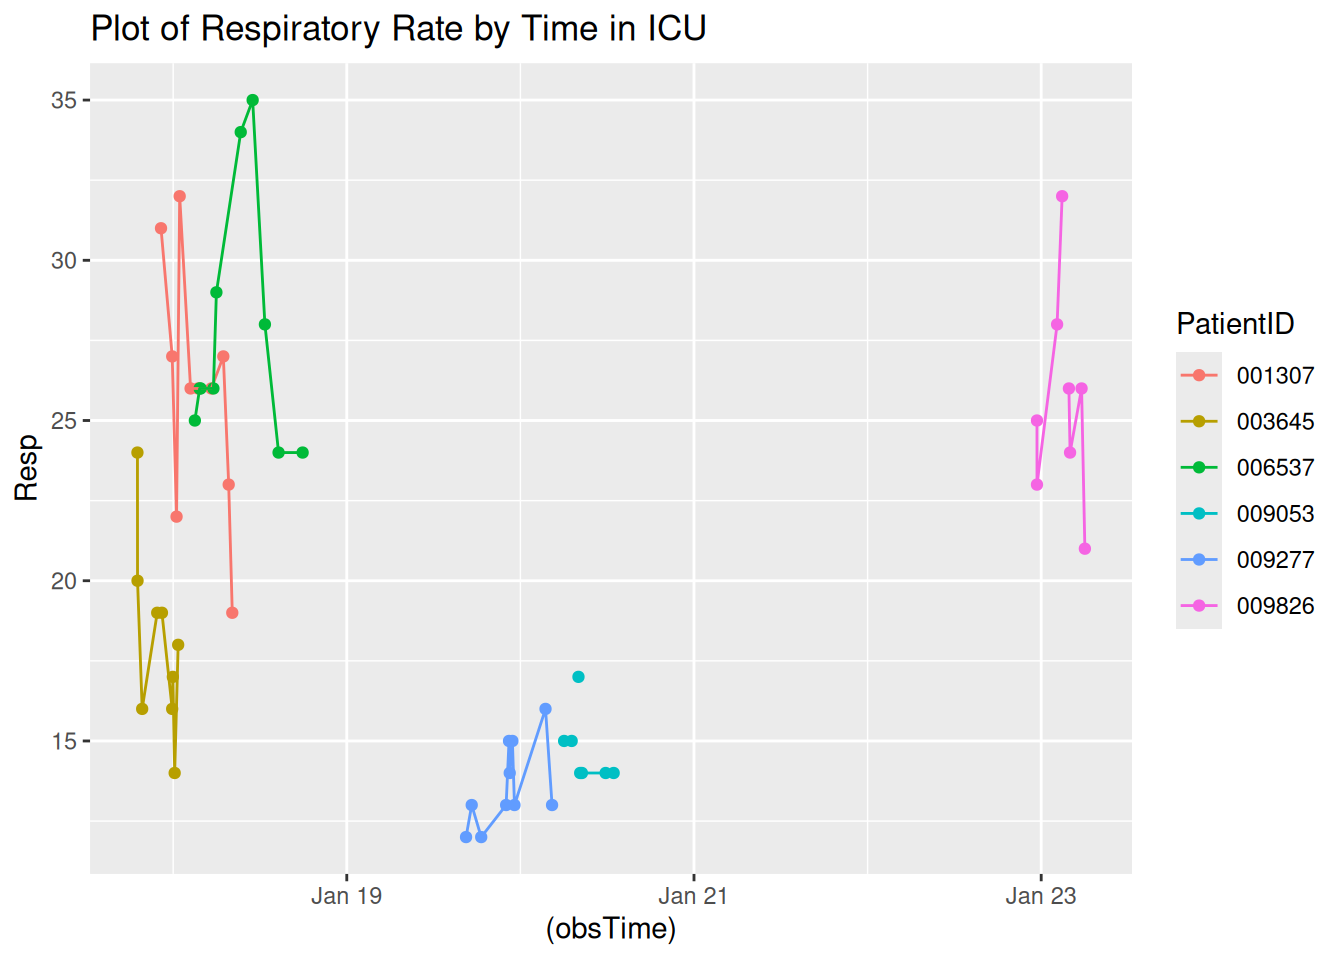 Plot of Respiratory Rate by Time in ICU
Resp
35
30
25
20
15
Jan 19
Jan 21
Jan 23
(obsTime)
PatientID
001307
003645
006537
009053
009277
009826